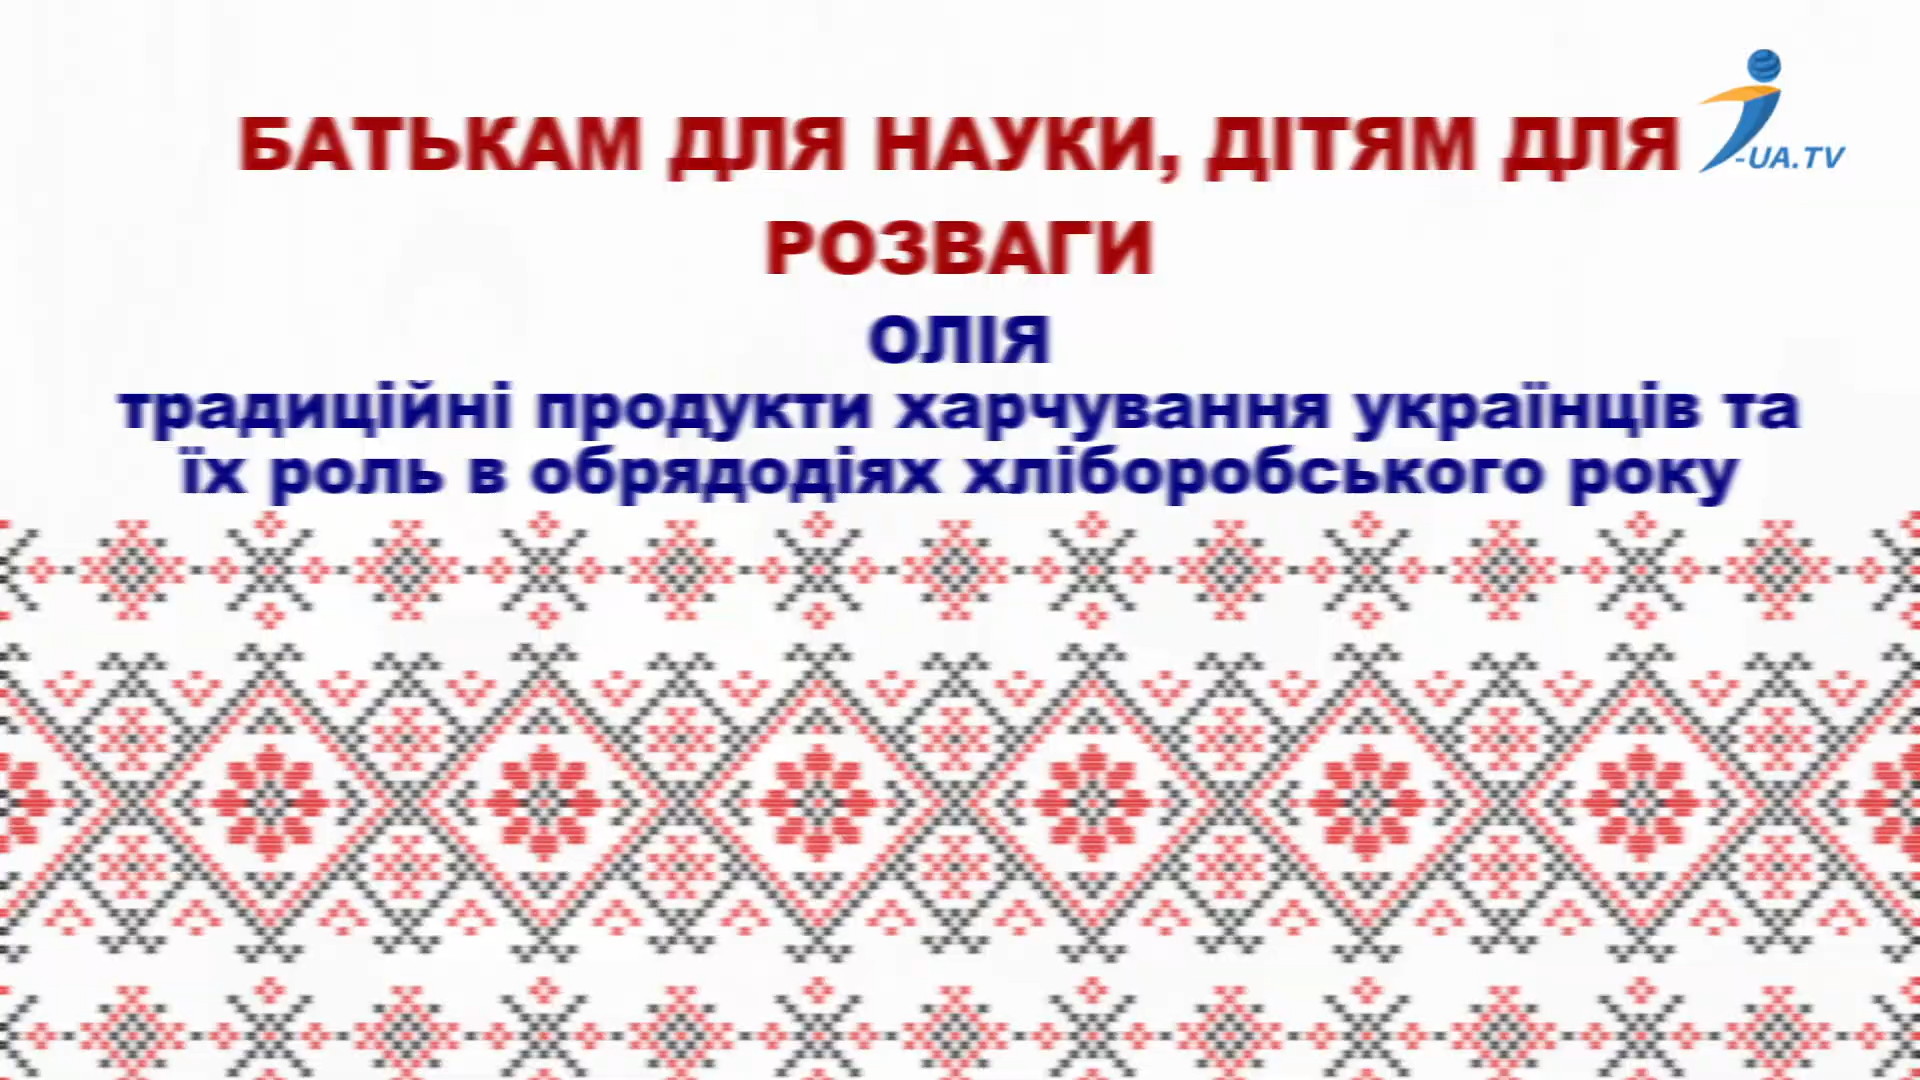 БАТЬКАМ ДЛЯ НАУКИ, ДІТЯМ ДЛЯ
РОЗВАГИ
ОЛІЯ
традиційні продукти харчування українців та
їх роль в обрядодіях хліборобського року
-UA.TV